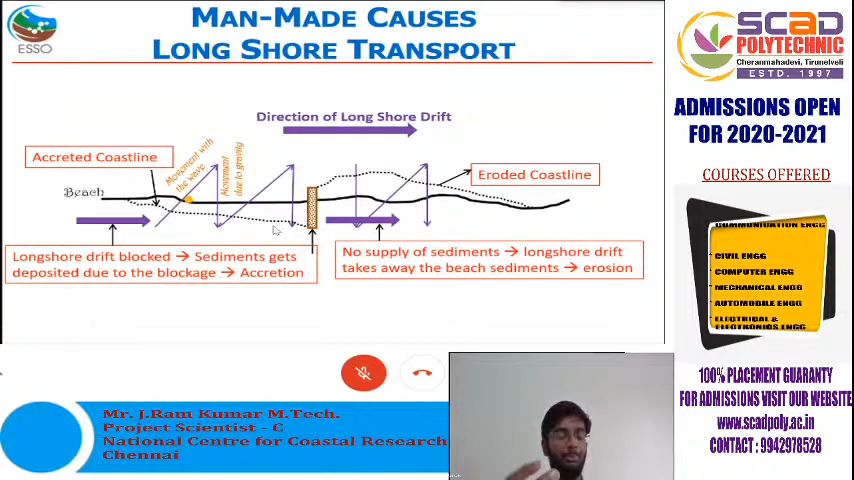 ESSO
MAN-MADE CAUSES
LONG SHORE TRANSPORT
Direction of Long Shore Drift
Accreted Coastline
Movement with
the wave
Movement
due to gravity
Eroded Coastline
Beach
Longshore drift blocked → Sediments gets
deposited due to the blockage → Accretion
No supply of sediments → longshore drift
takes away the beach sediments → erosion
Mr. J.Ram Kumar M.Tech.
Project Scientist - C
National Centre for Coastal Research
Chennai
SCAD
POLYTECHNIC
Cheranmahadevi, Tirunelveli
ESTD. 1997
ADMISSIONS OPEN
FOR 2020-2021
COURSES OFFERED
COMMUNICATION ENGG
CIVIL ENGG
COMPUTER ENGG
MECHANICAL ENGG
AUTOMOBILE ENGG
ELECTRICAL &
ELECTRONICS ENGG
100% PLACEMENT GUARANTY
FOR ADMISSIONS VISIT OUR WEBSITE
www.scadpoly.ac.in
CONTACT : 9942978528